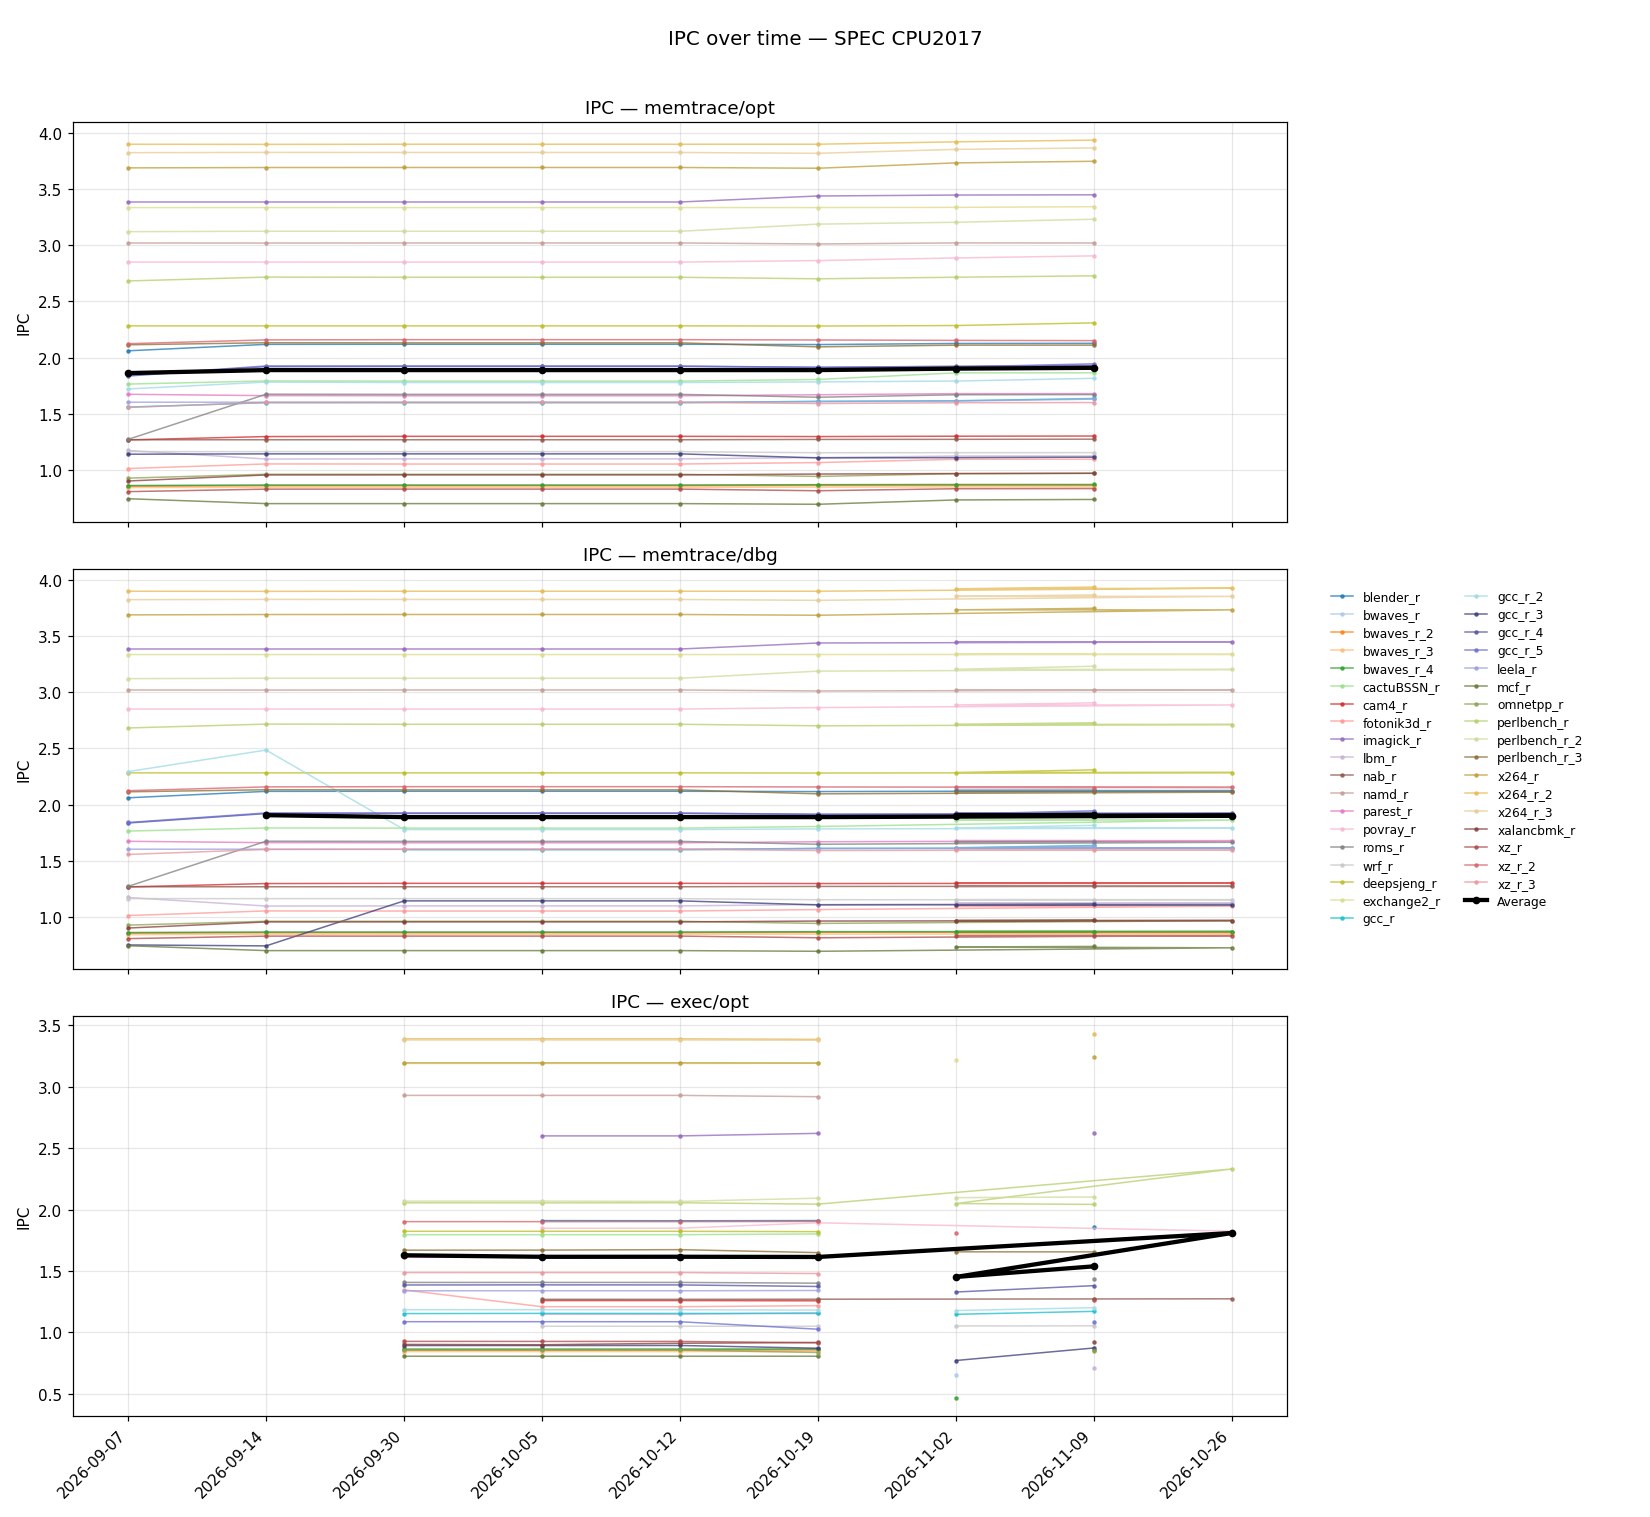 IPC over time — SPEC CPU2017
IPC — memtrace/opt
4.0
3.5
3.0
2.5
2.0
1.5
1.0
IPC
IPC — memtrace/dbg
4.0
3.5
3.0
2.5
2.0
1.5
1.0
IPC
blender_r
bwaves_r
bwaves_r_2
bwaves_r_3
bwaves_r_4
cactuBSSN_r
cam4_r
fotonik3d_r
imagick_r
lbm_r
nab_r
namd_r
parest_r
povray_r
roms_r
wrf_r
deepsjeng_r
exchange2_r
gcc_r
gcc_r_2
gcc_r_3
gcc_r_4
gcc_r_5
leela_r
mcf_r
omnetpp_r
perlbench_r
perlbench_r_2
perlbench_r_3
x264_r
x264_r_2
x264_r_3
xalancbmk_r
xz_r
xz_r_2
xz_r_3
Average
IPC — exec/opt
3.5
3.0
2.5
2.0
1.5
1.0
0.5
IPC
2026-09-07
2026-09-14
2026-09-30
2026-10-05
2026-10-12
2026-10-19
2026-11-02
2026-11-09
2026-10-26